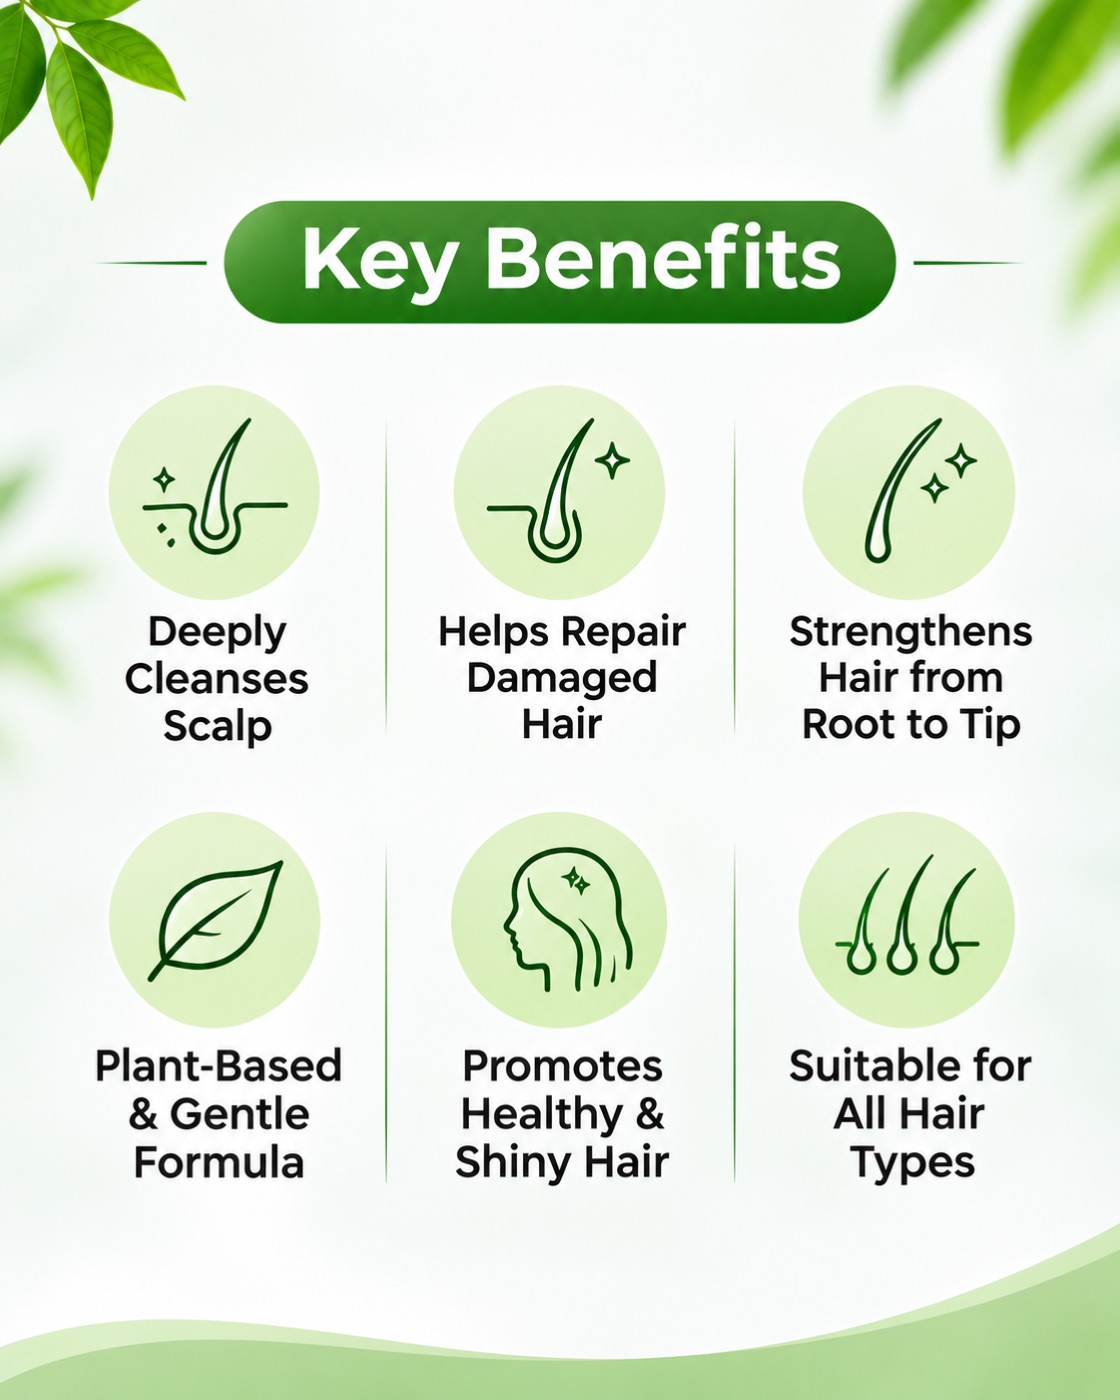 Key Benefits
Deeply
Cleanses
Scalp
Helps Repair
Damaged
Hair
Strengthens
Hair from
Root to Tip
Plant-Based
& Gentle
Formula
Promotes
Healthy &
Shiny Hair
Suitable for
All Hair
Types